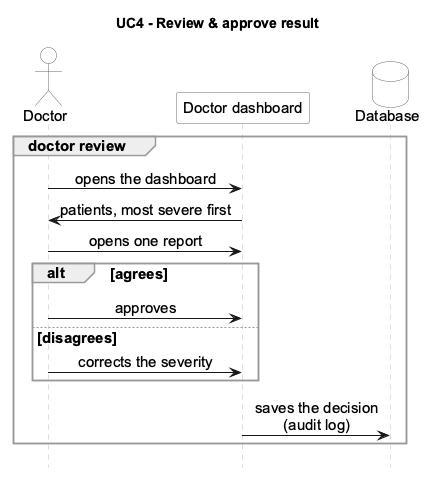 UC4 - Review & approve result
Doctor
Doctor dashboard
Database
doctor review
opens the dashboard
patients, most severe first
opens one report
alt [agrees]
approves
[disagrees]
corrects the severity
saves the decision
(audit log)